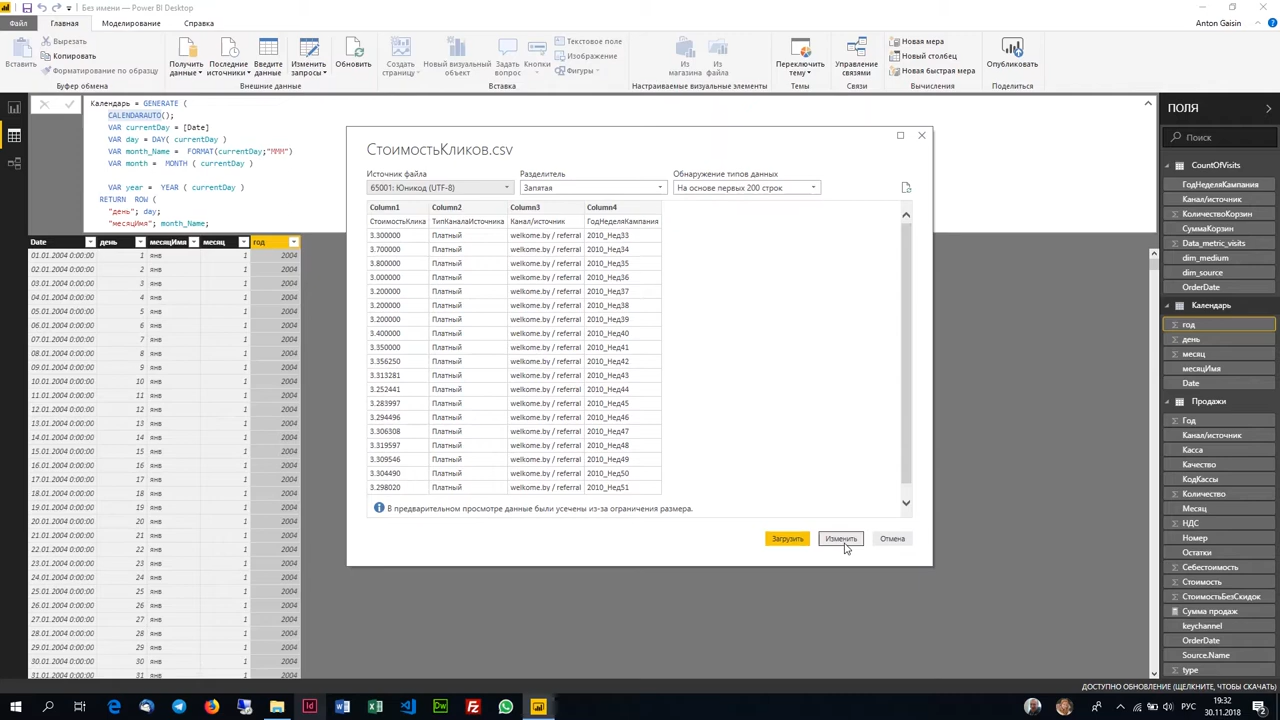 Без имени — Power BI Desktop
Anton Gaisin
Файл
Главная
Моделирование
Справка
Вставить
Вырезать
Копировать
Форматирование по образцу
Буфер обмена
Получить данные
Последние источники
Ввести данные
Изменить запросы
Обновить
Внешние данные
Создать страницу
Новый визуальный объект
Задать вопрос
Кнопки
Текстовое поле
Изображение
Фигуры
Вставка
Из магазина
Из файла
Настраиваемые визуальные элементы
Переключить тему
Темы
Управление связями
Связи
Новая мера
Новый столбец
Новая быстрая мера
Вычисления
Опубликовать
Поделиться
Календарь = GENERATE (
CALENDARAUTO();
VAR currentDay = [Date]
VAR day = DAY( currentDay )
VAR month_Name = FORMAT(currentDay;"MMM")
VAR month = MONTH ( currentDay )
VAR year = YEAR ( currentDay )
RETURN ROW (
"день"; day;
"месяцИмя"; month_Name;
Date день месяцИмя месяц год
01.01.2004 0:00:00 1 янв 1 2004
02.01.2004 0:00:00 2 янв 1 2004
03.01.2004 0:00:00 3 янв 1 2004
04.01.2004 0:00:00 4 янв 1 2004
05.01.2004 0:00:00 5 янв 1 2004
06.01.2004 0:00:00 6 янв 1 2004
07.01.2004 0:00:00 7 янв 1 2004
08.01.2004 0:00:00 8 янв 1 2004
09.01.2004 0:00:00 9 янв 1 2004
10.01.2004 0:00:00 10 янв 1 2004
11.01.2004 0:00:00 11 янв 1 2004
12.01.2004 0:00:00 12 янв 1 2004
13.01.2004 0:00:00 13 янв 1 2004
14.01.2004 0:00:00 14 янв 1 2004
15.01.2004 0:00:00 15 янв 1 2004
16.01.2004 0:00:00 16 янв 1 2004
17.01.2004 0:00:00 17 янв 1 2004
18.01.2004 0:00:00 18 янв 1 2004
19.01.2004 0:00:00 19 янв 1 2004
20.01.2004 0:00:00 20 янв 1 2004
21.01.2004 0:00:00 21 янв 1 2004
22.01.2004 0:00:00 22 янв 1 2004
23.01.2004 0:00:00 23 янв 1 2004
24.01.2004 0:00:00 24 янв 1 2004
25.01.2004 0:00:00 25 янв 1 2004
26.01.2004 0:00:00 26 янв 1 2004
27.01.2004 0:00:00 27 янв 1 2004
28.01.2004 0:00:00 28 янв 1 2004
29.01.2004 0:00:00 29 янв 1 2004
30.01.2004 0:00:00 30 янв 1 2004
31.01.2004 0:00:00 31 янв 1 2004
СтоимостьКликов.csv
Источник файла Разделитель Обнаружение типов данных
65001: Юникод (UTF-8) Запятая На основе первых 200 строк
Column1 Column2 Column3 Column4
СтоимостьКлика ТипКаналаИсточника Канал/источник ГодНеделяКампания
3.300000 Платный welkome.by / referral 2010_Нед33
3.700000 Платный welkome.by / referral 2010_Нед34
3.800000 Платный welkome.by / referral 2010_Нед35
3.000000 Платный welkome.by / referral 2010_Нед36
3.200000 Платный welkome.by / referral 2010_Нед37
3.200000 Платный welkome.by / referral 2010_Нед38
3.200000 Платный welkome.by / referral 2010_Нед39
3.400000 Платный welkome.by / referral 2010_Нед40
3.350000 Платный welkome.by / referral 2010_Нед41
3.356250 Платный welkome.by / referral 2010_Нед42
3.313281 Платный welkome.by / referral 2010_Нед43
3.252441 Платный welkome.by / referral 2010_Нед44
3.283997 Платный welkome.by / referral 2010_Нед45
3.294496 Платный welkome.by / referral 2010_Нед46
3.306308 Платный welkome.by / referral 2010_Нед47
3.319597 Платный welkome.by / referral 2010_Нед48
3.309546 Платный welkome.by / referral 2010_Нед49
3.304490 Платный welkome.by / referral 2010_Нед50
3.298020 Платный welkome.by / referral 2010_Нед51
В предварительном просмотре данные были усечены из-за ограничения размера.
Загрузить Изменить Отмена
ПОЛЯ
Поиск
CountOfVisits
ГодНеделяКампания
Канал/источник
КоличествоКорзин
СуммаКорзин
Data_metric_visits
dim_medium
dim_source
OrderDate
Календарь
год
день
месяц
месяцИмя
Date
Продажи
Год
Канал/источник
Касса
Качество
КодКассы
Количество
Месяц
НДС
Номер
Остатки
Себестоимость
Стоимость
СтоимостьБезСкидок
Сумма продаж
keychannel
OrderDate
Source.Name
type
ДОСТУПНО ОБНОВЛЕНИЕ (ЩЕЛКНИТЕ, ЧТОБЫ СКАЧАТЬ)
РУС
19:32
30.11.2018